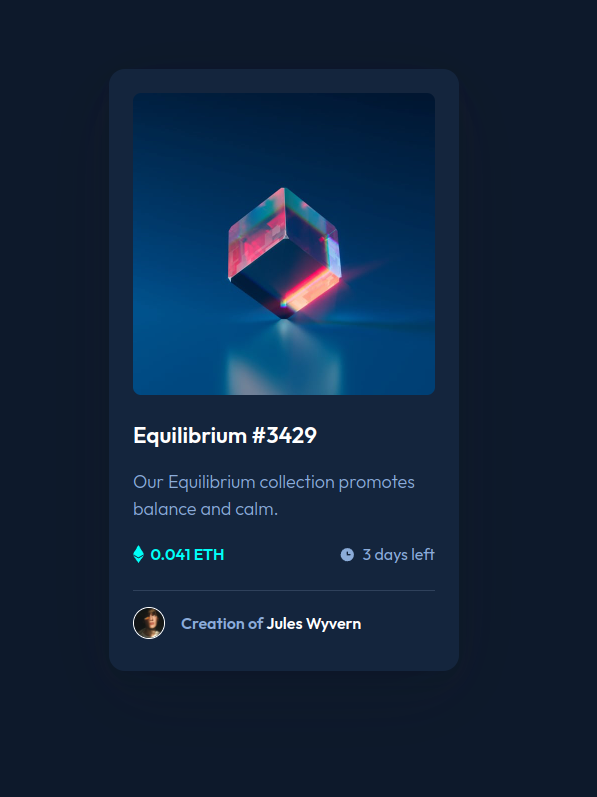 Equilibrium #3429
Our Equilibrium collection promotes
balance and calm.
0.041 ETH
3 days left
Creation of Jules Wyvern